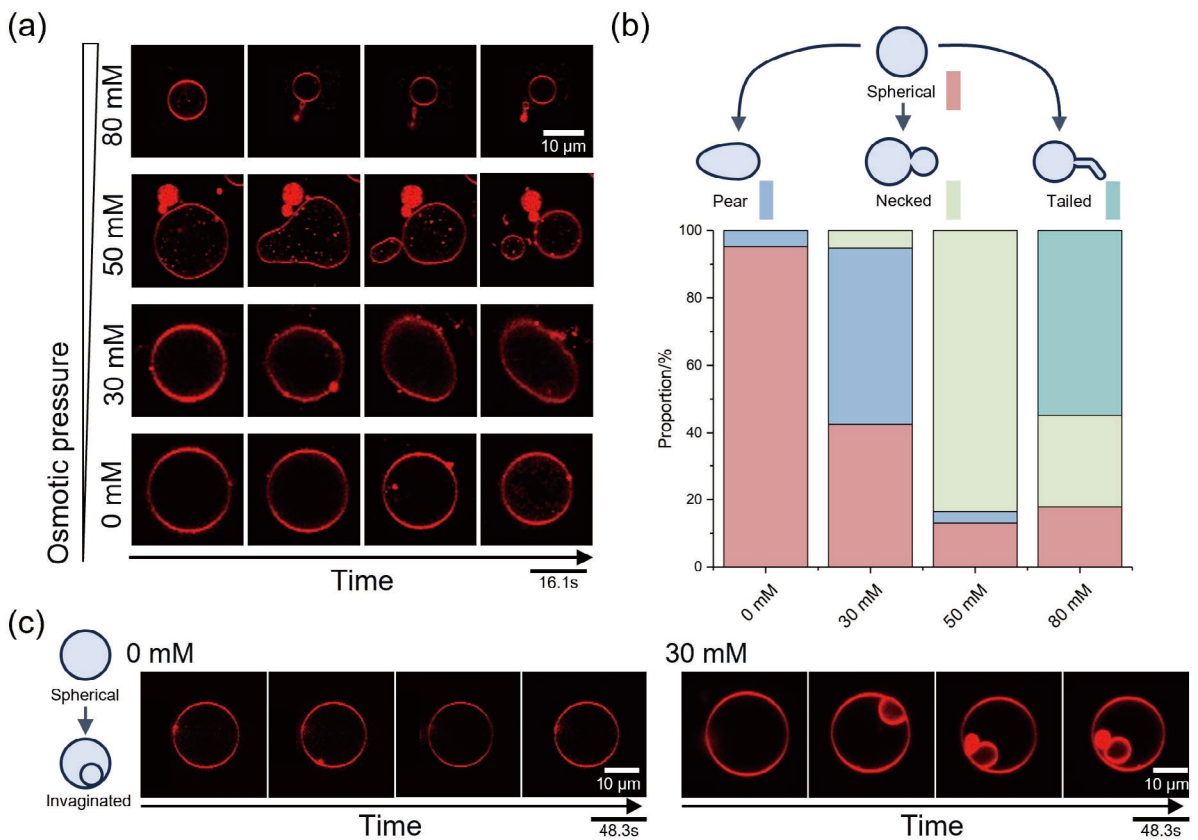 (a)
Osmotic pressure
80 mM
50 mM
30 mM
0 mM
10 μm
Time
16.1s
(b)
Spherical
Pear
Necked
Tailed
Proportion/%
100
80
60
40
20
0
0 mM
30 mM
50 mM
80 mM
(c)
Spherical
Invaginated
0 mM
10 μm
Time
48.3s
30 mM
10 μm
Time
48.3s